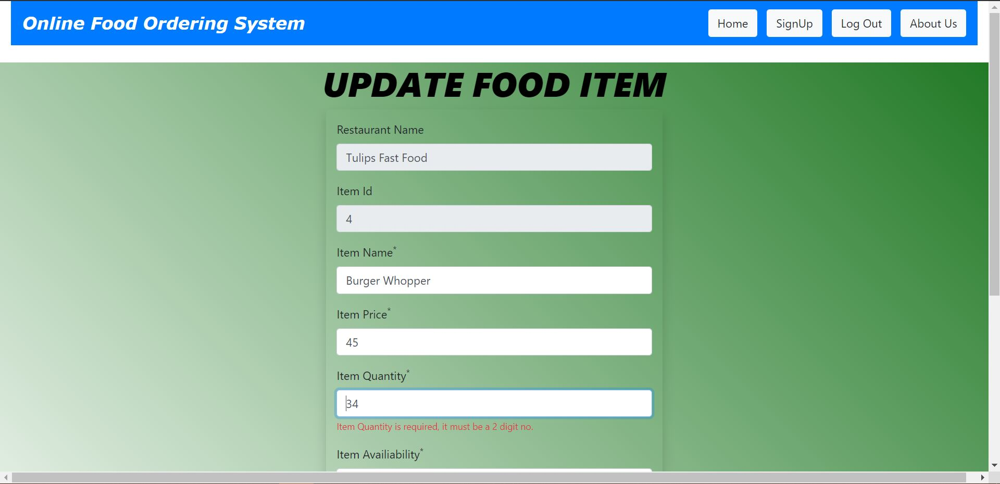 Online Food Ordering System
Home SignUp Log Out About Us
UPDATE FOOD ITEM
Restaurant Name
Tulips Fast Food
Item Id
4
Item Name*
Burger Whopper
Item Price*
45
Item Quantity*
34
Item Quantity is required, it must be a 2 digit no.
Item Availiability*